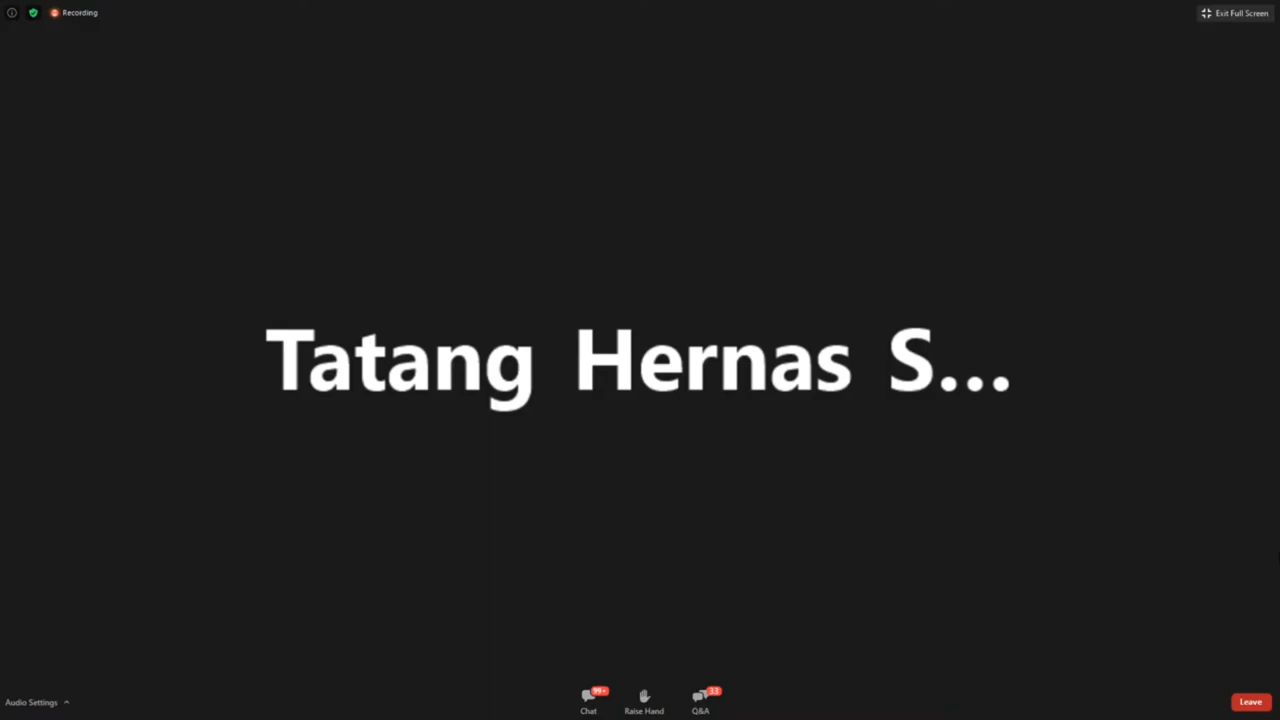 Recording
Exit Full Screen
Tatang Hernas S...
Audio Settings
99+
Chat
Raise Hand
33
Q&A
Leave